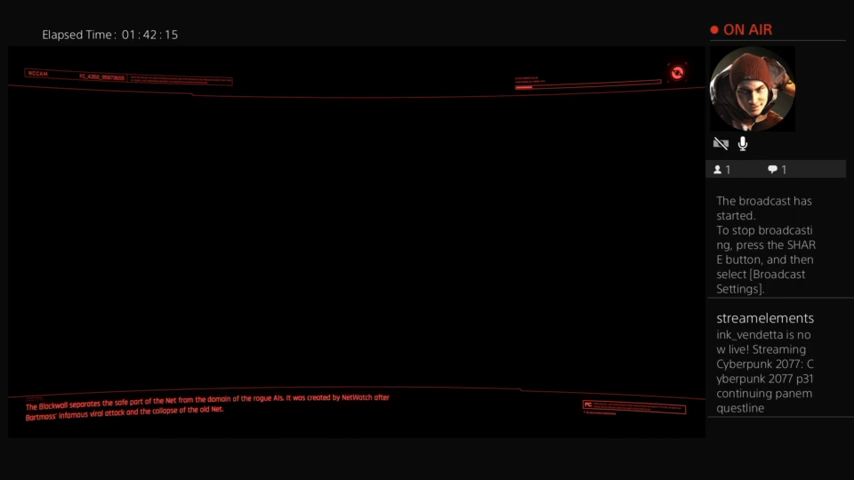 Elapsed Time : 01 : 42 : 15
ON AIR
NCCAM
1
1
The broadcast has
started.
To stop broadcasti
ng, press the SHAR
E button, and then
select [Broadcast
Settings].
streamelements
ink_vendetta is no
w live! Streaming
Cyberpunk 2077: C
yberpunk 2077 p31
continuing panem
questline
The Blackwall separates the safe part of the Net from the domain of the rogue AIs. It was created by NetWatch after
Bartmoss' infamous viral attack and the collapse of the old Net.